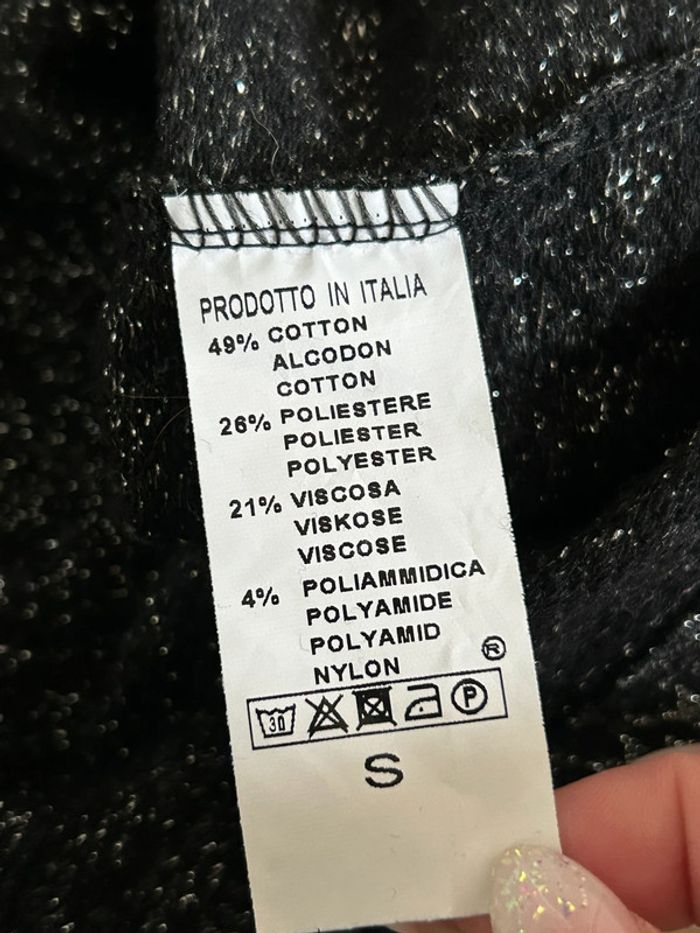 PRODOTTO IN ITALIA
49% COTTON
ALCODON
COTTON
26% POLIESTERE
POLIESTER
POLYESTER
21% VISCOSA
VISKOSE
VISCOSE
4% POLIAMMIDICA
POLYAMIDE
POLYAMID
NYLON
®
30 P
S